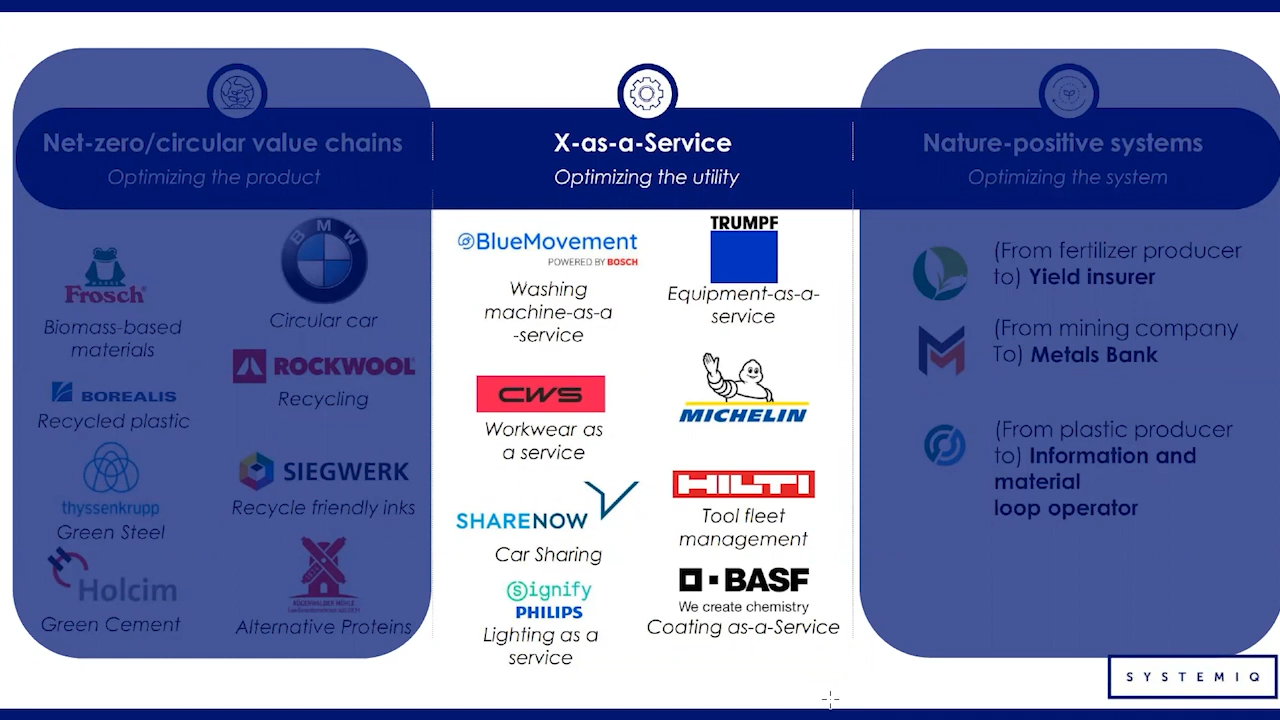 Net-zero/circular value chains
Optimizing the product
BMW
Frosch®
Biomass-based
materials
Circular car
ROCKWOOL
Recycling
BOREALIS
Recycled plastic
SIEGWERK
Recycle friendly inks
thyssenkrupp
Green Steel
Holcim
Green Cement
RÜGENWALDER MÜHLE
Alternative Proteins
X-as-a-Service
Optimizing the utility
BlueMovement
POWERED BY BOSCH
Washing
machine-as-a
-service
TRUMPF
Equipment-as-a-
service
CWS
Workwear as
a service
MICHELIN
SHARE NOW
Car Sharing
HILTI
Tool fleet
management
Signify
PHILIPS
Lighting as a
service
BASF
We create chemistry
Coating as-a-Service
Nature-positive systems
Optimizing the system
(From fertilizer producer
to) Yield insurer
(From mining company
To) Metals Bank
(From plastic producer
to) Information and
material
loop operator
SYSTEMIQ